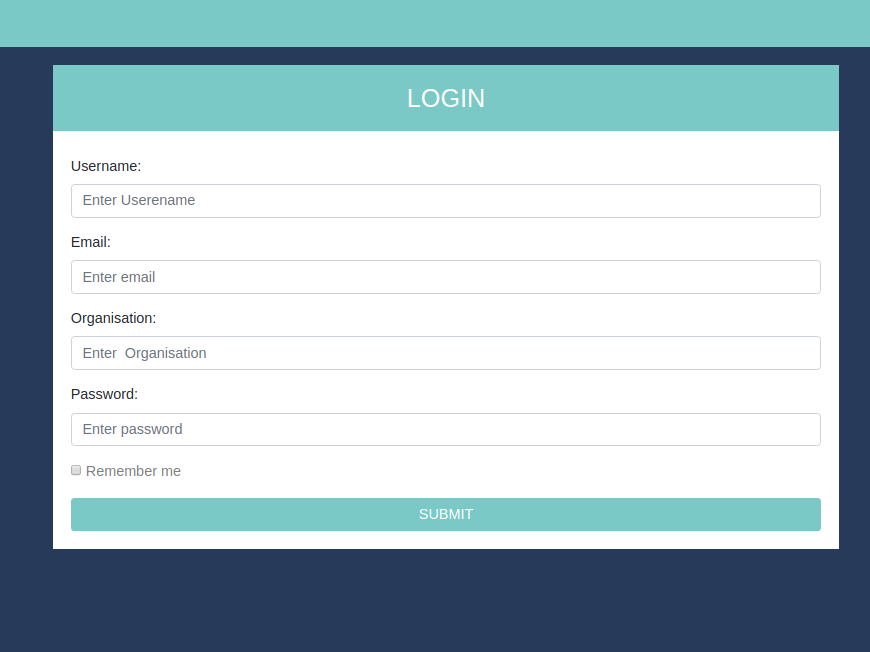 LOGIN
Username:
Enter Userename
Email:
Enter email
Organisation:
Enter  Organisation
Password:
Enter password
Remember me
SUBMIT